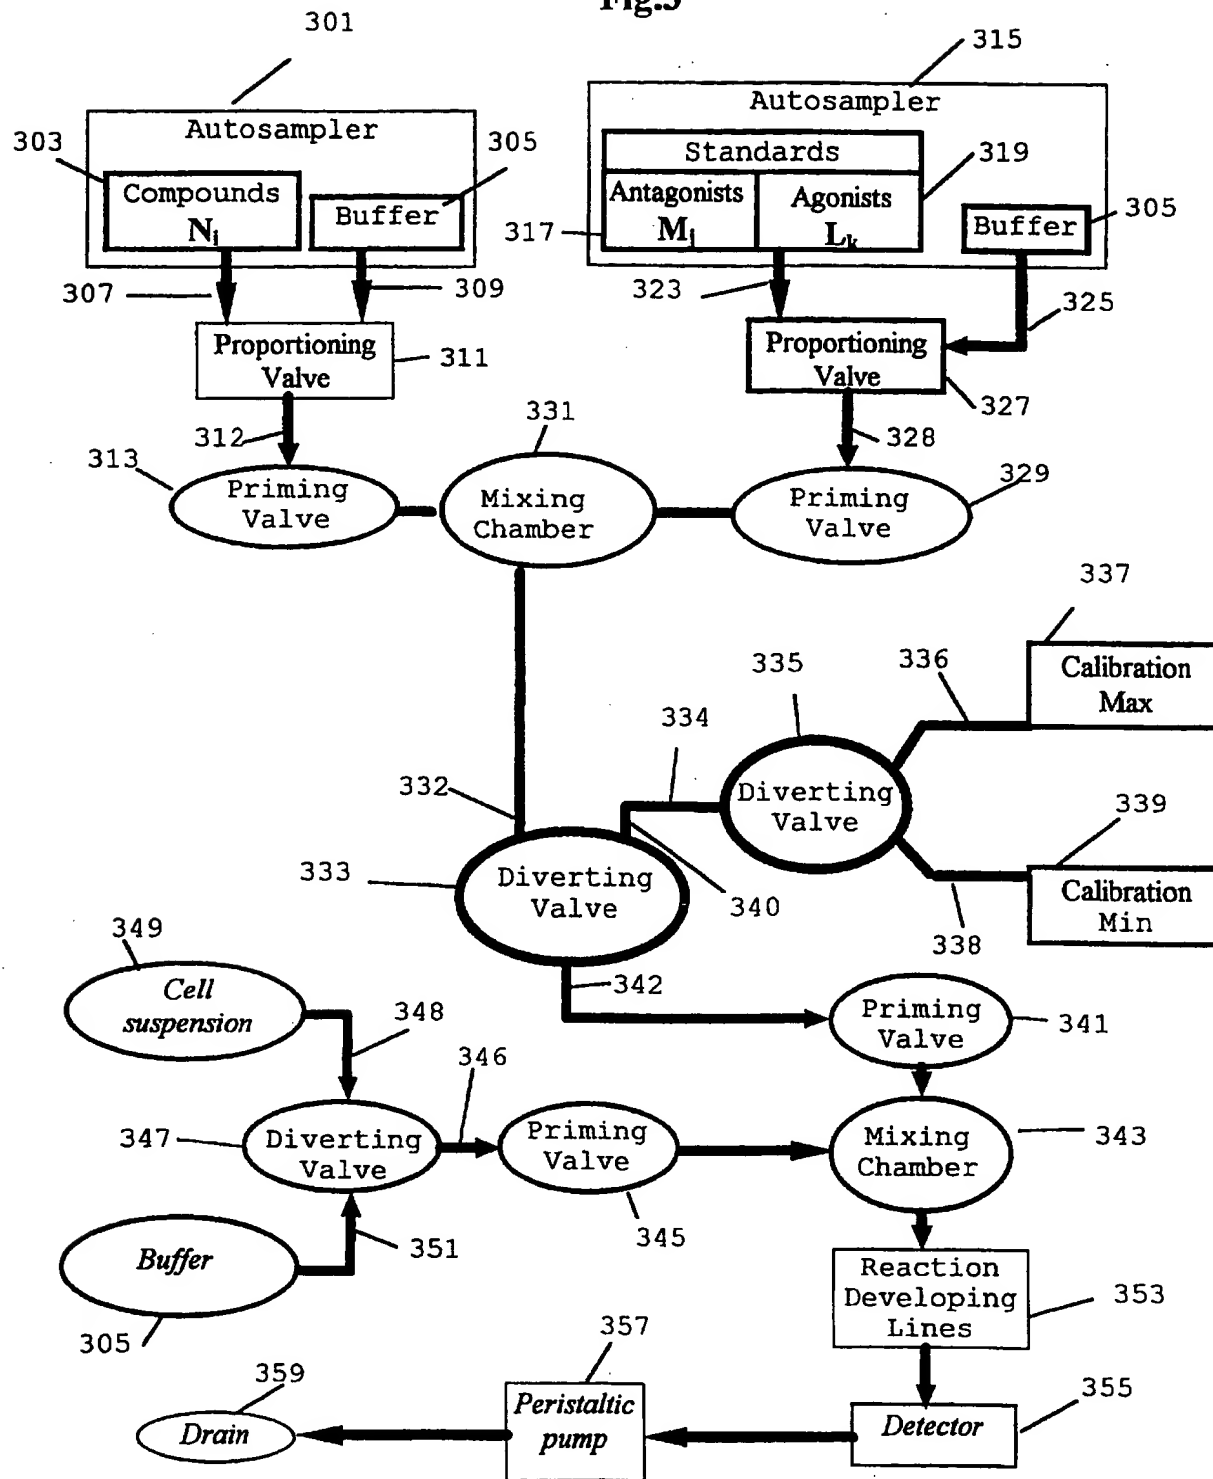 Fig.3
301
315
Autosampler
Autosampler
303
305
Standards
319
Compounds
Ni
Buffer
Antagonists
Mj
Agonists
Lk
Buffer
305
317
307
309
323
325
Proportioning
Valve
311
Proportioning
Valve
327
312
331
328
313
Priming
Valve
Mixing
Chamber
Priming
Valve
329
337
335
336
Calibration
Max
334
332
Diverting
Valve
339
333
Diverting
Valve
340
338
Calibration
Min
349
Cell
suspension
342
348
Priming
Valve
341
346
347
Diverting
Valve
Priming
Valve
Mixing
Chamber
343
345
351
Buffer
305
Reaction
Developing
Lines
353
357
359
355
Drain
Peristaltic
pump
Detector